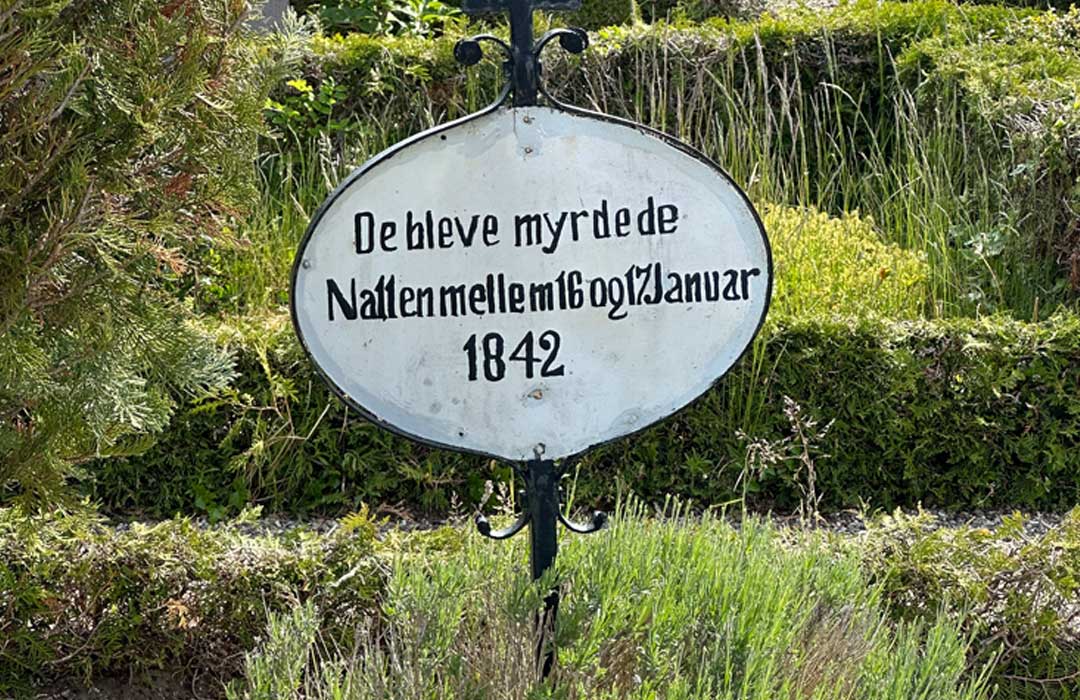 De bleve myrdede
Natten mellem 16 og 17 Januar
1842